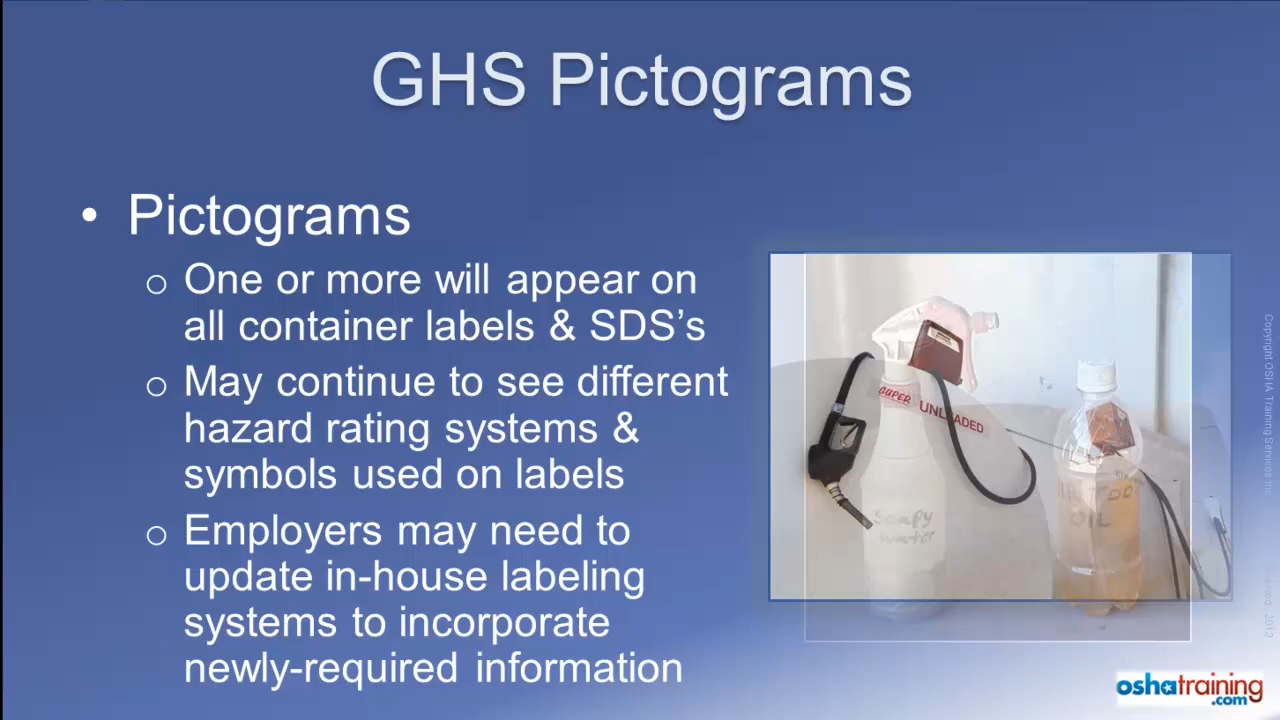 GHS Pictograms
• Pictograms
o One or more will appear on
all container labels & SDS's
o May continue to see different
hazard rating systems &
symbols used on labels
o Employers may need to
update in-house labeling
systems to incorporate
newly-required information
SUPER
UNLEADED
Soapy
Water
OIL
Copyright OSHA Training Services In
2013
oshatraining
.com